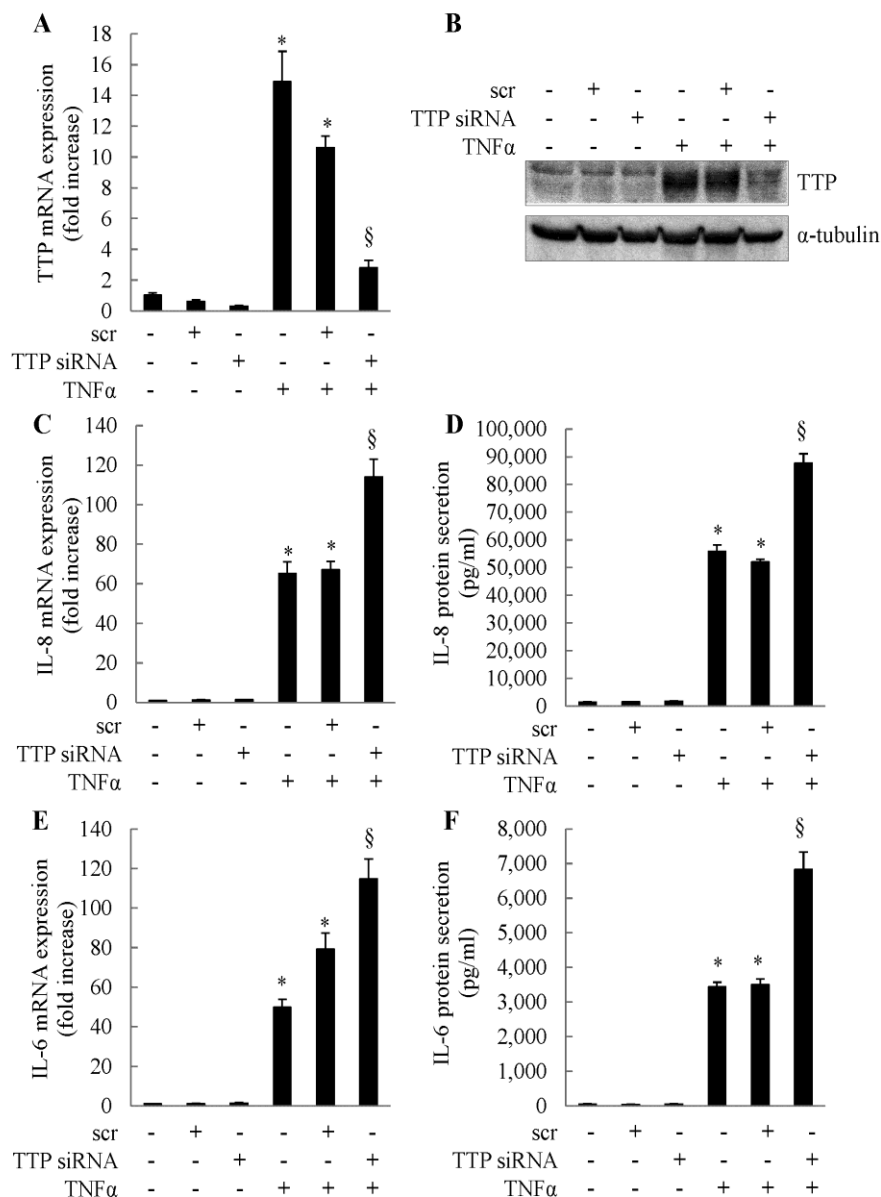 A
TTP mRNA expression
(fold increase)
18
16
14
12
10
8
6
4
2
0
* * §
scr - + - - + -
TTP siRNA - - + - - +
TNFα - - - + + +
B
scr - + - - + -
TTP siRNA - - + - - +
TNFα - - - + + +
TTP
α-tubulin
C
IL-8 mRNA expression
(fold increase)
140
120
100
80
60
40
20
0
* * §
scr - + - - + -
TTP siRNA - - + - - +
TNFα - - - + + +
D
IL-8 protein secretion
(pg/ml)
100,000
90,000
80,000
70,000
60,000
50,000
40,000
30,000
20,000
10,000
0
* * §
scr - + - - + -
TTP siRNA - - + - - +
TNFα - - - + + +
E
IL-6 mRNA expression
(fold increase)
140
120
100
80
60
40
20
0
* * §
scr - + - - + -
TTP siRNA - - + - - +
TNFα - - - + + +
F
IL-6 protein secretion
(pg/ml)
8,000
7,000
6,000
5,000
4,000
3,000
2,000
1,000
0
* * §
scr - + - - + -
TTP siRNA - - + - - +
TNFα - - - + + +